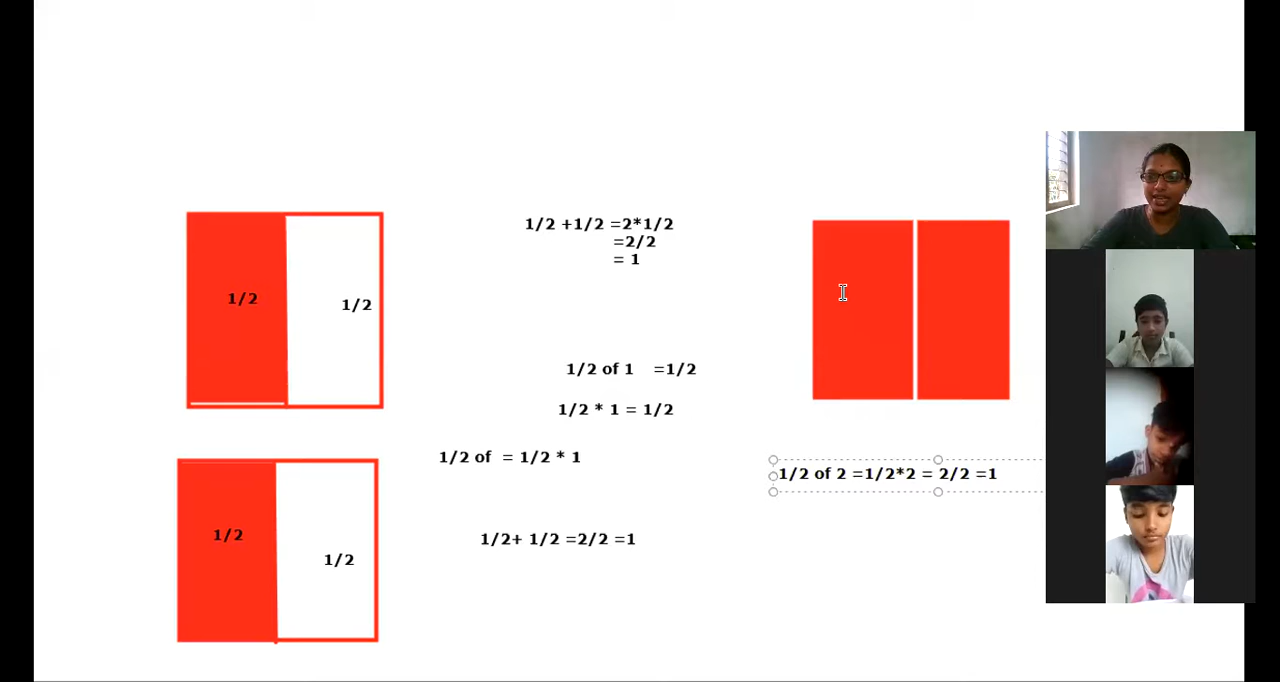 1/2
1/2
1/2 +1/2 =2*1/2
=2/2
= 1
1/2 of 1 =1/2
1/2 * 1 = 1/2
1/2 of = 1/2 * 1
1/2 of 2 =1/2*2 = 2/2 =1
1/2
1/2
1/2+ 1/2 =2/2 =1